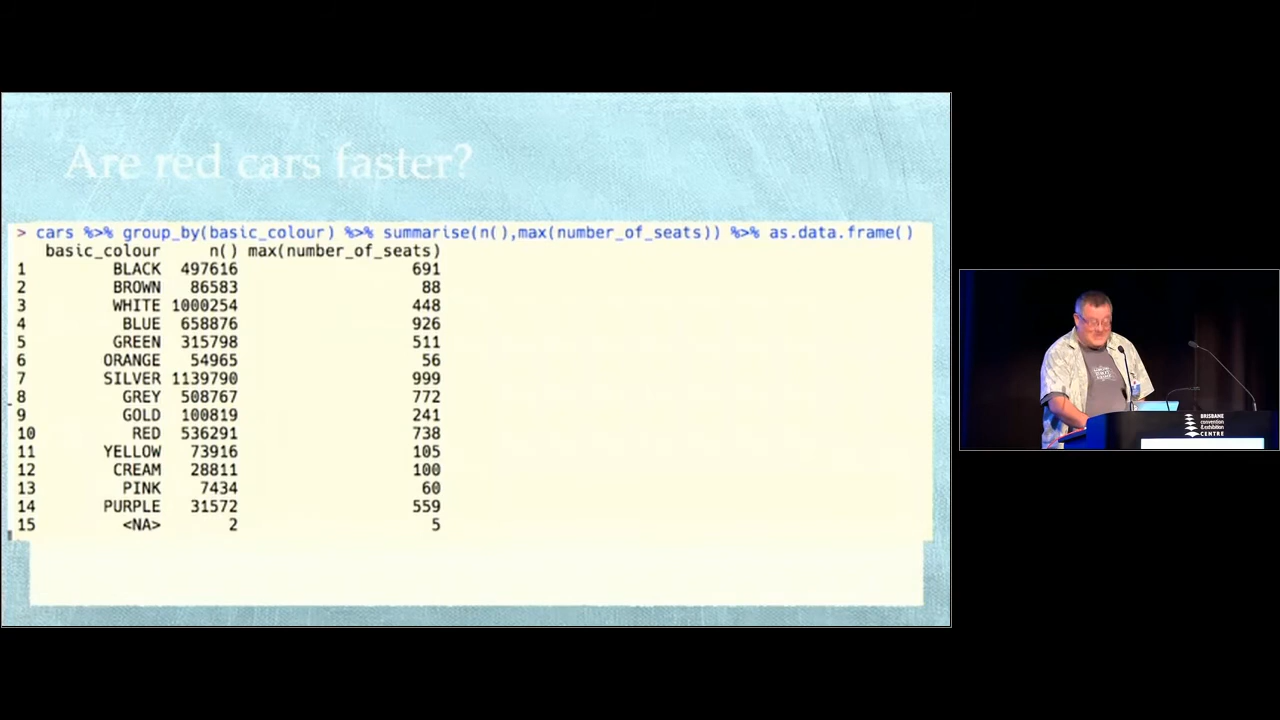 Are red cars faster?
> cars %>% group_by(basic_colour) %>% summarise(n(),max(number_of_seats)) %>% as.data.frame()
basic_colour n() max(number_of_seats)
1 BLACK 497616 691
2 BROWN 86583 88
3 WHITE 1000254 448
4 BLUE 658876 926
5 GREEN 315798 511
6 ORANGE 54965 56
7 SILVER 1139790 999
8 GREY 508767 772
9 GOLD 100819 241
10 RED 536291 738
11 YELLOW 73916 105
12 CREAM 28811 100
13 PINK 7434 60
14 PURPLE 31572 559
15 <NA> 2 5
BRISBANE
convention
& exhibition
CENTRE